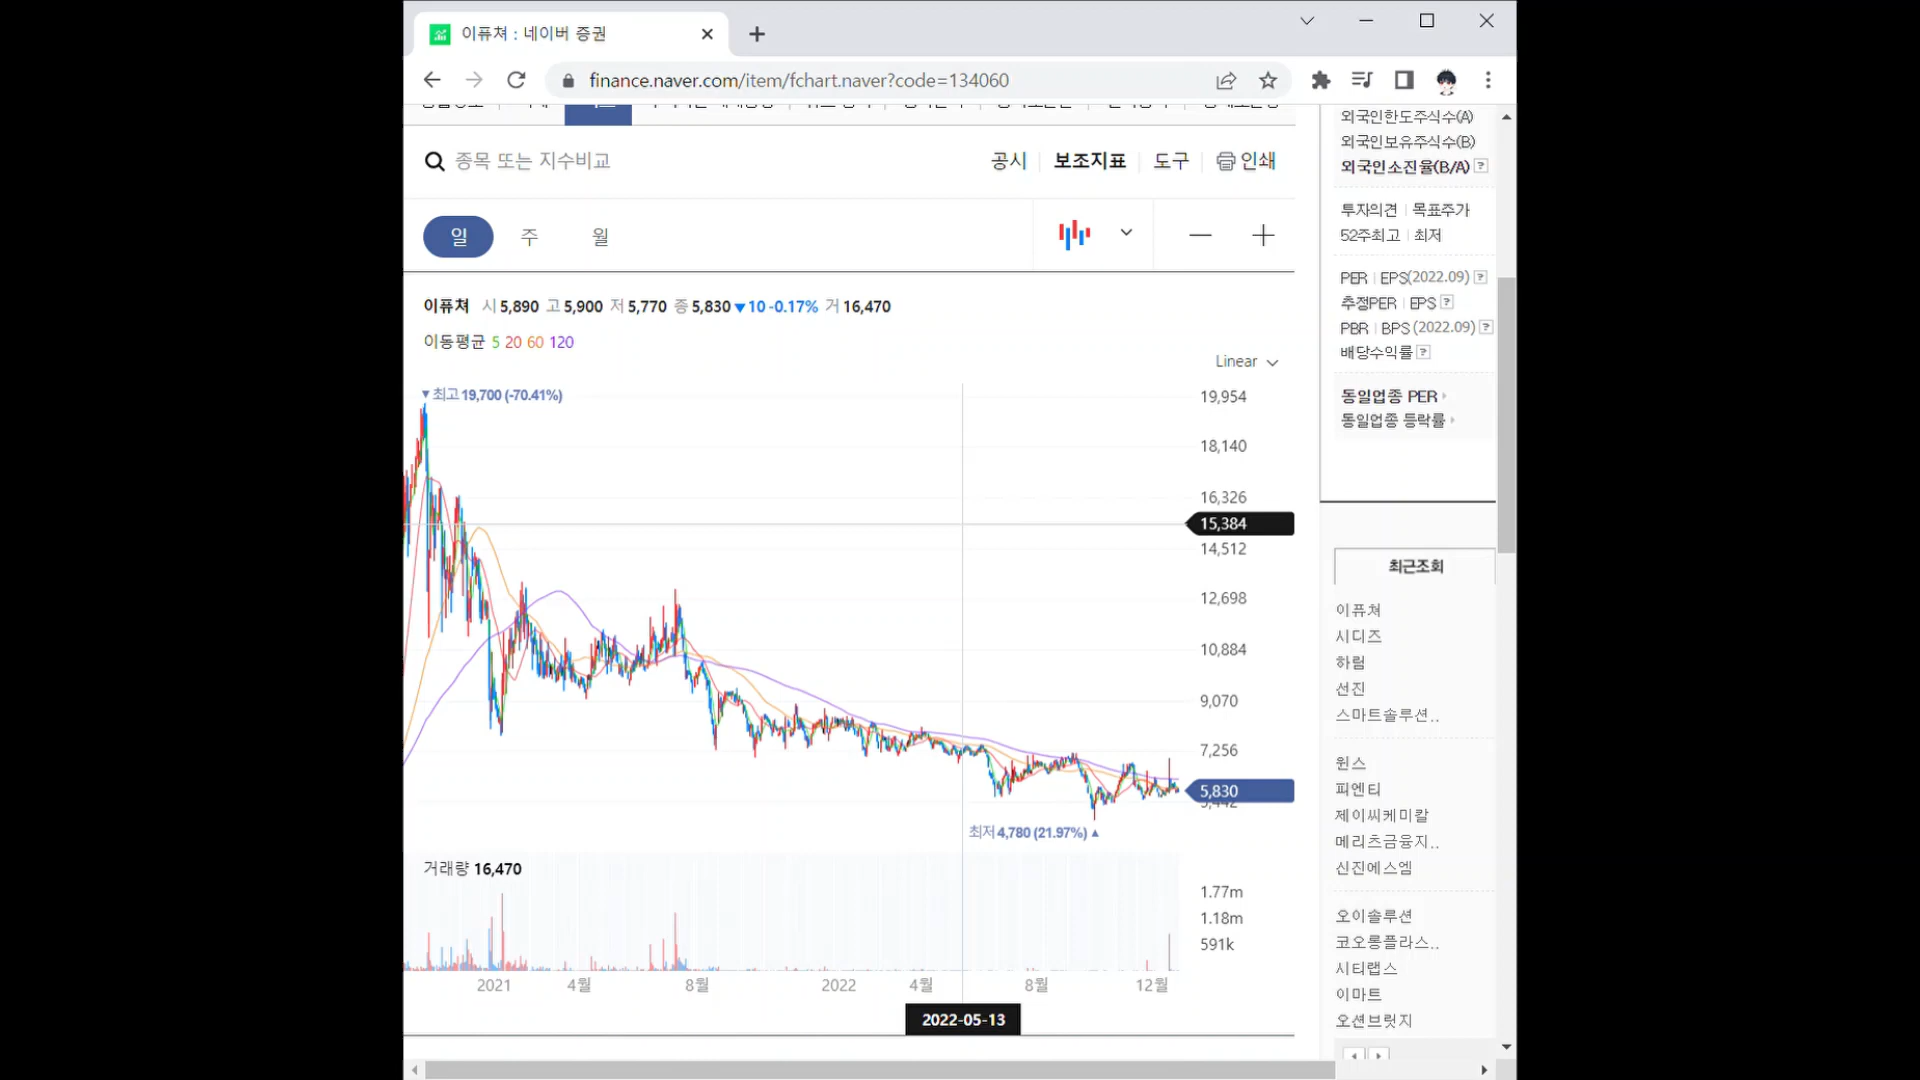 이퓨쳐 : 네이버 증권
finance.naver.com/item/fchart.naver?code=134060
종목 또는 지수비교
공시 보조지표 도구 인쇄
일 주 월
이퓨쳐 시 5,890 고 5,900 저 5,770 종 5,830 ▼10 -0.17% 거 16,470
이동평균 5 20 60 120
Linear
▼최고 19,700 (-70.41%)
19,954
18,140
16,326
15,384
14,512
12,698
10,884
9,070
7,256
5,830
5,442
최저 4,780 (21.97%) ▲
거래량 16,470
1.77m
1.18m
591k
2021 4월 8월 2022 4월 8월 12월
2022-05-13
외국인한도주식수(A)
외국인보유주식수(B)
외국인소진율(B/A) ?
투자의견 | 목표주가
52주최고 | 최저
PER | EPS(2022.09) ?
추정PER | EPS ?
PBR | BPS (2022.09) ?
배당수익률 ?
동일업종 PER
동일업종 등락률
최근조회
이퓨쳐
시디즈
하림
선진
스마트솔루션..
윈스
피엔티
제이씨케미칼
메리츠금융지..
신진에스엠
오이솔루션
코오롱플라스..
시티랩스
이마트
오션브릿지